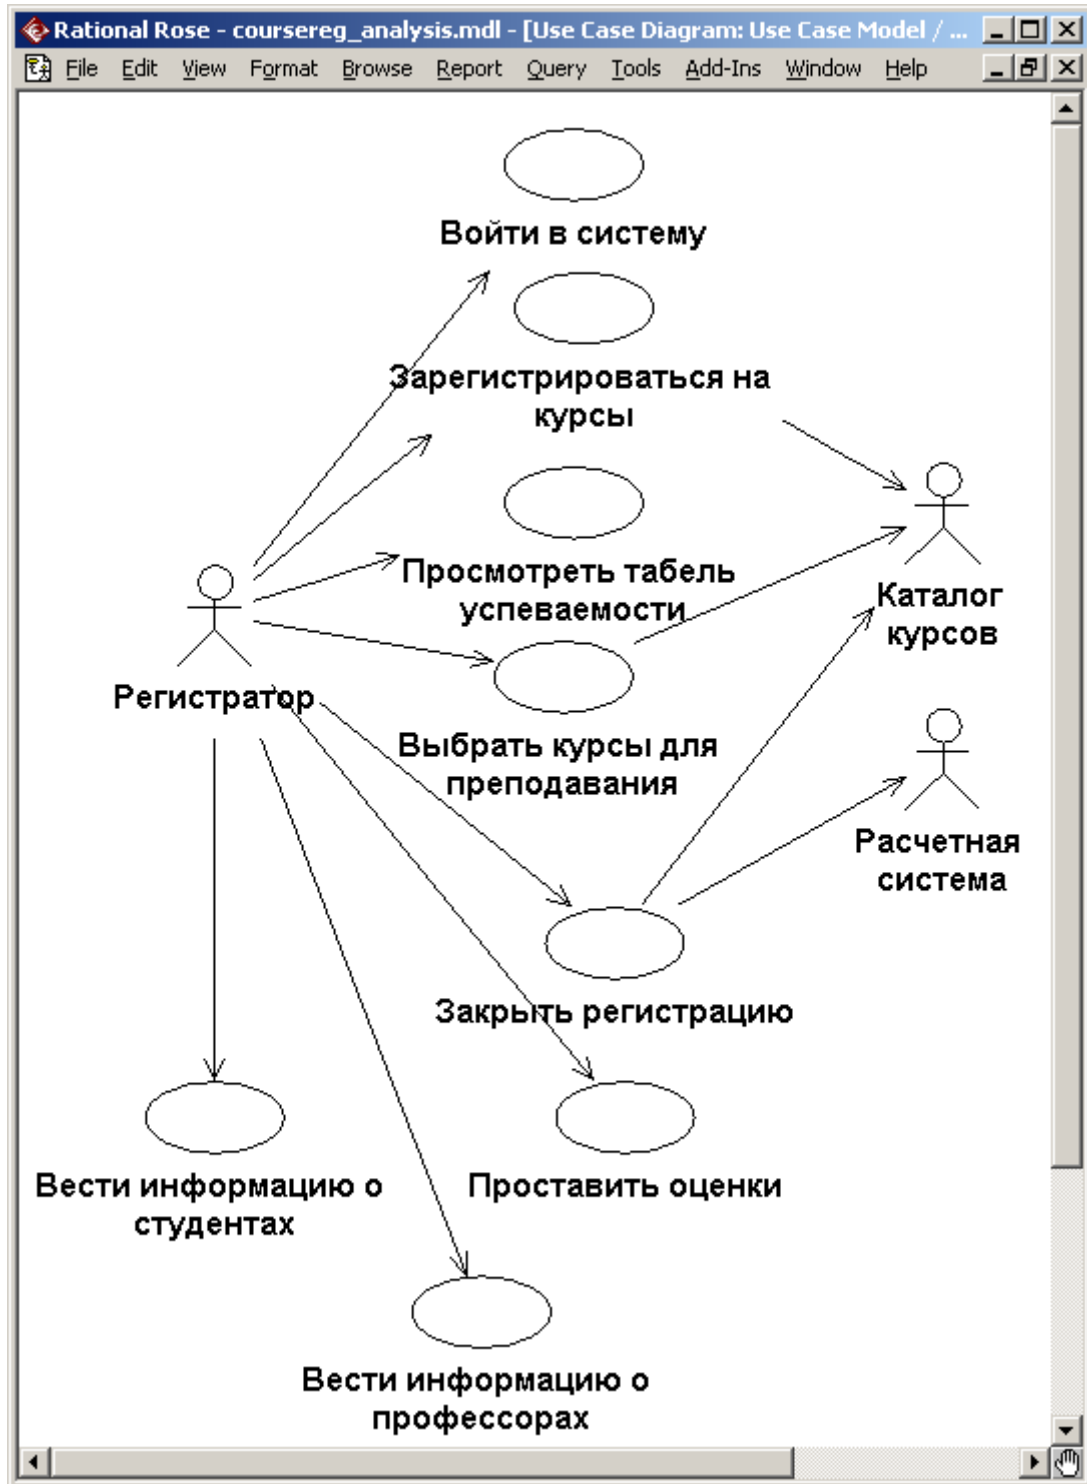 Rational Rose - coursereg_analysis.mdl - [Use Case Diagram: Use Case Model / ...
File Edit View Format Browse Report Query Tools Add-Ins Window Help
Войти в систему
Зарегистрироваться на
курсы
Просмотреть табель
успеваемости
Каталог
курсов
Регистратор
Выбрать курсы для
преподавания
Расчетная
система
Закрыть регистрацию
Вести информацию о
студентах
Проставить оценки
Вести информацию о
профессорах